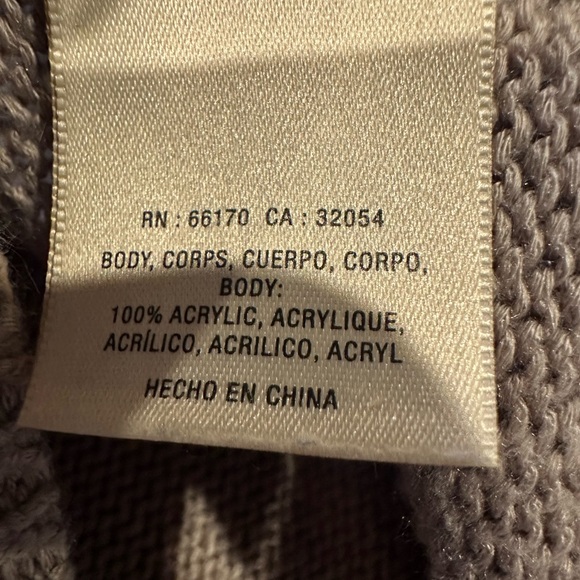 RN : 66170 CA : 32054
BODY, CORPS, CUERPO, CORPO,
BODY:
100% ACRYLIC, ACRYLIQUE,
ACRÍLICO, ACRILICO, ACRYL
HECHO EN CHINA